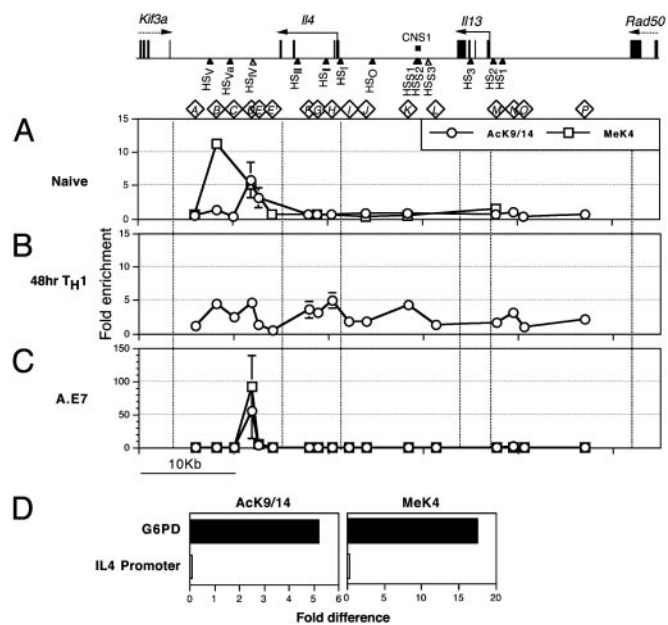 Kif3a Il4 Il13 Rad50
CNS1
HSV HSVa HSIV HSII HSI HSI HSO HSS1 HSS2 HSS3 HS3 HS2 HS1
A B C E F G H I J K L M N O P
A
AcK9/14 MeK4
Naive
15
10
5
0
B
48hr TH1
15
10
5
0
Fold enrichment
C
A.E7
150
100
50
0
10Kb
D
AcK9/14 MeK4
G6PD
IL4 Promoter
0 1 2 3 4 5 6 0 5 10 15 20
Fold difference